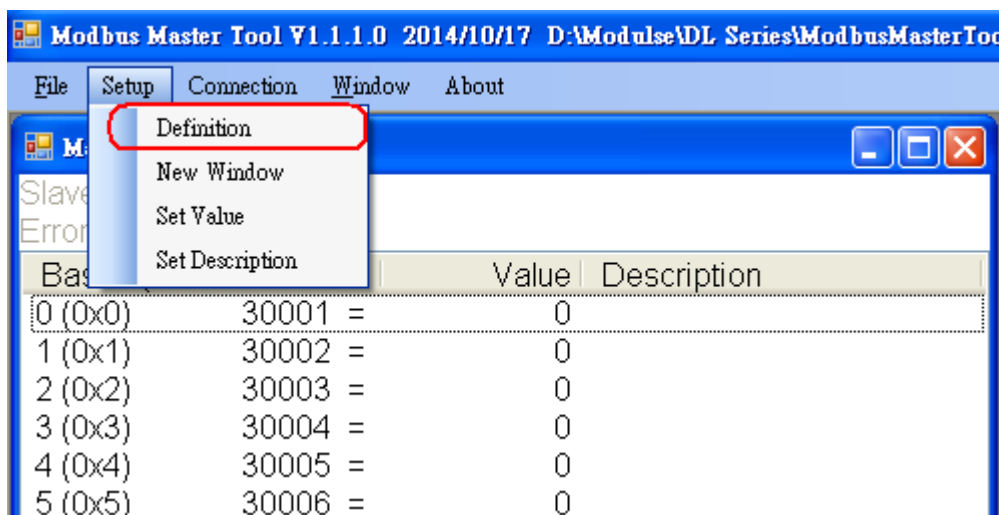 Modbus Master Tool V1.1.1.0 2014/10/17 D:\Modulse\DL Series\ModbusMasterToo
File Setup Connection Window About
Definition
New Window
Set Value
Set Description
Slave
Error
Value Description
0 (0x0) 30001 = 0
1 (0x1) 30002 = 0
2 (0x2) 30003 = 0
3 (0x3) 30004 = 0
4 (0x4) 30005 = 0
5 (0x5) 30006 = 0